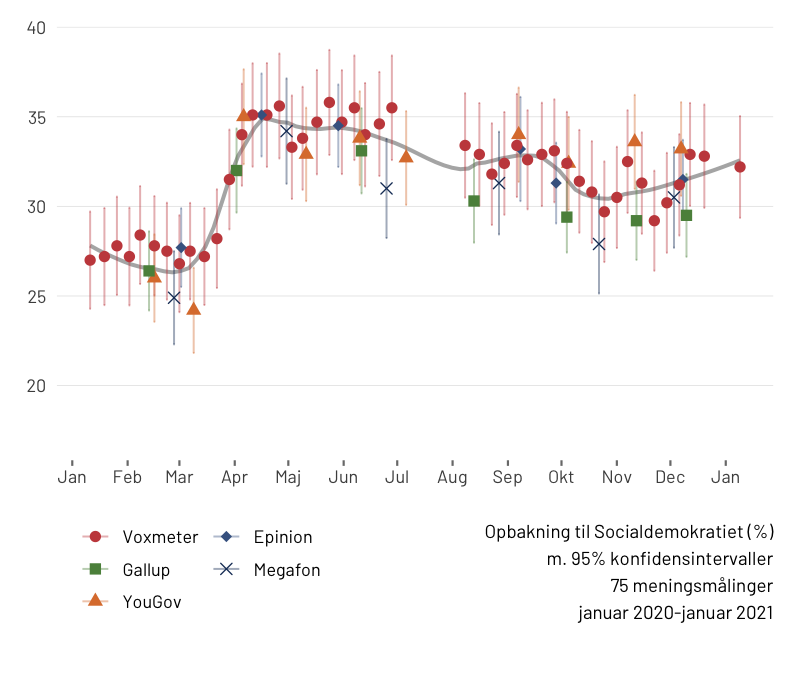 40
35
30
25
20
Jan Feb Mar Apr Maj Jun Jul Aug Sep Okt Nov Dec Jan
Voxmeter Epinion
Gallup Megafon
YouGov
Opbakning til Socialdemokratiet (%)
m. 95% konfidensintervaller
75 meningsmålinger
januar 2020-januar 2021